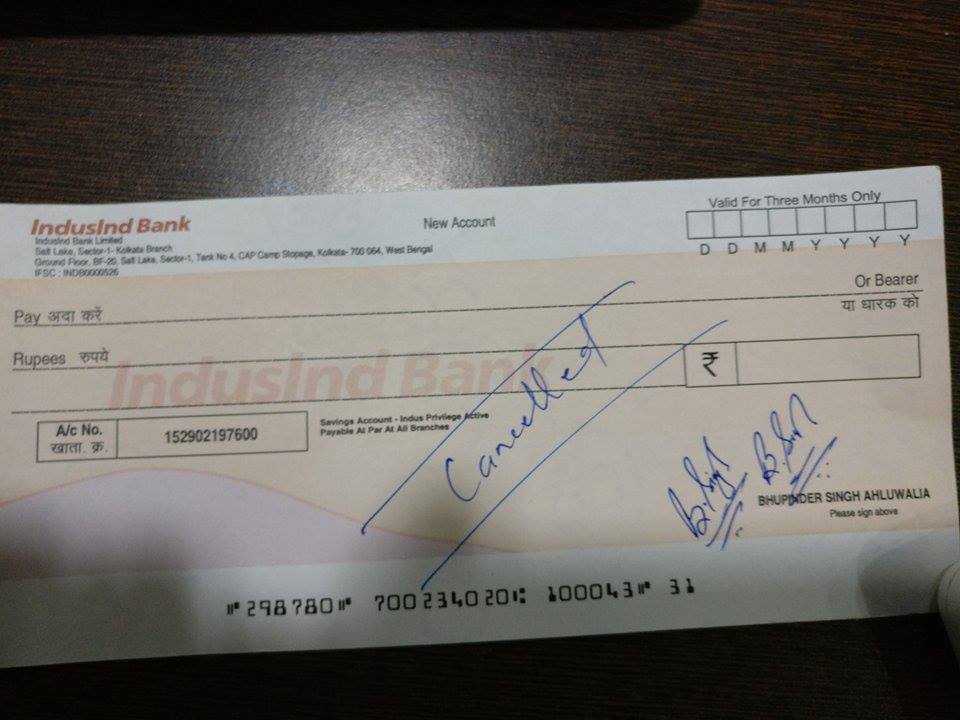 IndusInd Bank
IndusInd Bank Limited
Salt Lake, Sector-1- Kolkata Branch
Ground Floor, BF-20, Salt Lake, Sector-1, Tank No 4, CAP Camp Stopage, Kolkata- 700 064, West Bengal
IFSC : INDB0000526
New Account
Valid For Three Months Only
D D M M Y Y Y Y
Pay अदा करें
Or Bearer
या धारक को
Rupees रुपये
₹
IndusInd Bank
A/c No.
खाता. क्र.
152902197600
Savings Account - Indus Privilege Active
Payable At Par At All Branches
Cancelled
B. Singh
B. Singh
BHUPINDER SINGH AHLUWALIA
Please sign above
⑈298780⑈ 700234020⑆ 100043⑈ 31